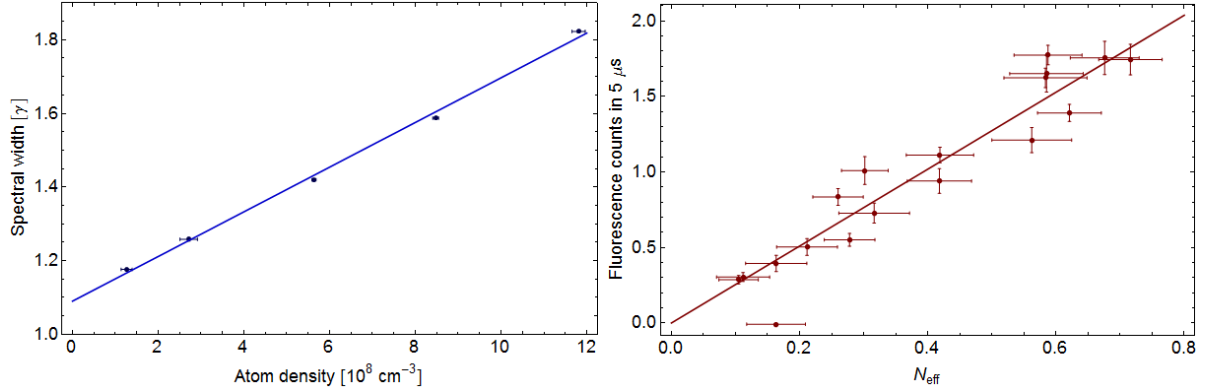 Spectral width [γ]
1.8
1.6
1.4
1.2
1.0
0 2 4 6 8 10 12
Atom density [10⁸ cm⁻³]
Fluorescence counts in 5 μs
2.0
1.5
1.0
0.5
0.0
0.0 0.2 0.4 0.6 0.8
N_eff